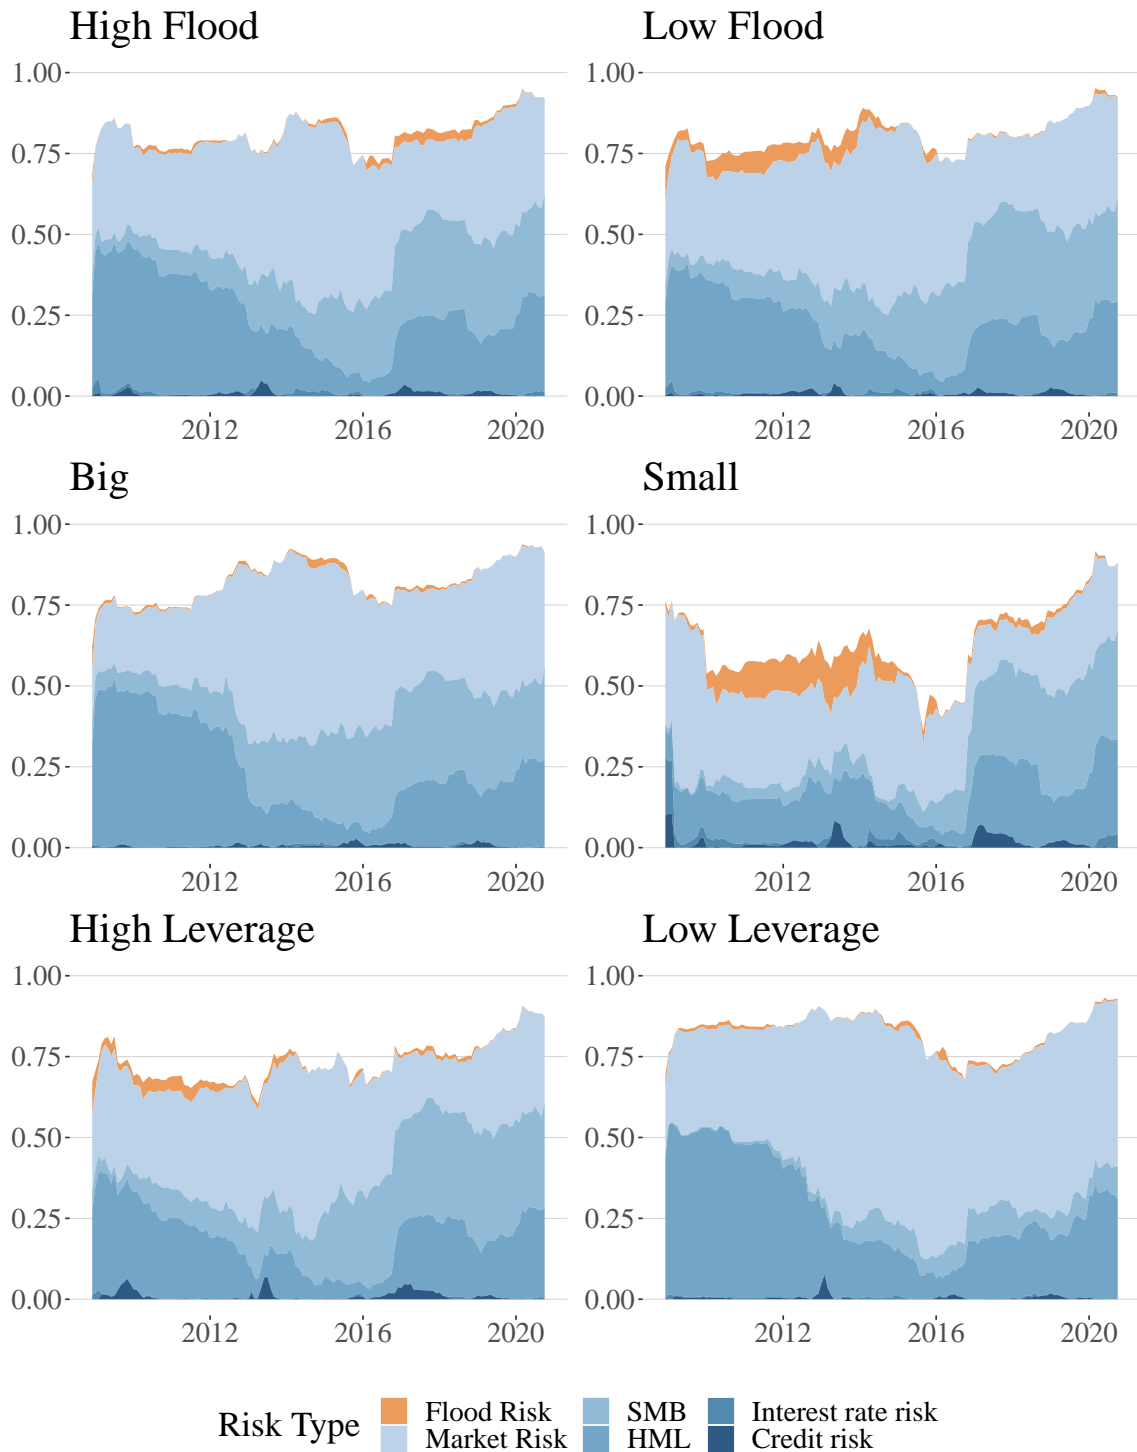 High Flood Low Flood
1.00 1.00
0.75 0.75
0.50 0.50
0.25 0.25
0.00 0.00
2012 2016 2020 2012 2016 2020
Big Small
1.00 1.00
0.75 0.75
0.50 0.50
0.25 0.25
0.00 0.00
2012 2016 2020 2012 2016 2020
High Leverage Low Leverage
1.00 1.00
0.75 0.75
0.50 0.50
0.25 0.25
0.00 0.00
2012 2016 2020 2012 2016 2020
Risk Type
Flood Risk SMB Interest rate risk
Market Risk HML Credit risk